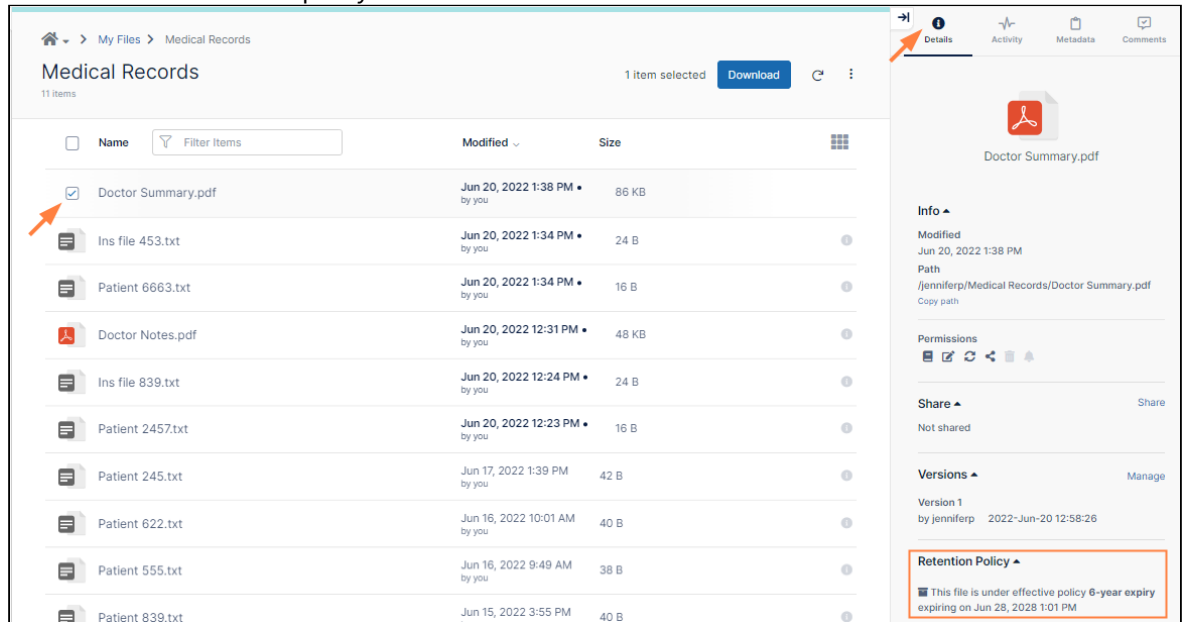 My Files > Medical Records
Medical Records
11 items
1 item selected
Download
Name
Filter Items
Modified
Size
Doctor Summary.pdf
Jun 20, 2022 1:38 PM •
by you
86 KB
Ins file 453.txt
Jun 20, 2022 1:34 PM •
by you
24 B
Patient 6663.txt
Jun 20, 2022 1:34 PM •
by you
16 B
Doctor Notes.pdf
Jun 20, 2022 12:31 PM •
by you
48 KB
Ins file 839.txt
Jun 20, 2022 12:24 PM •
by you
24 B
Patient 2457.txt
Jun 20, 2022 12:23 PM •
by you
16 B
Patient 245.txt
Jun 17, 2022 1:39 PM
by you
42 B
Patient 622.txt
Jun 16, 2022 10:01 AM
by you
40 B
Patient 555.txt
Jun 16, 2022 9:49 AM
by you
38 B
Patient 839.txt
Jun 15, 2022 3:55 PM
40 B
Details
Activity
Metadata
Comments
Doctor Summary.pdf
Info
Modified
Jun 20, 2022 1:38 PM
Path
/jenniferp/Medical Records/Doctor Summary.pdf
Copy path
Permissions
Share
Share
Not shared
Versions
Manage
Version 1
by jenniferp 2022-Jun-20 12:58:26
Retention Policy
This file is under effective policy 6-year expiry
expiring on Jun 28, 2028 1:01 PM